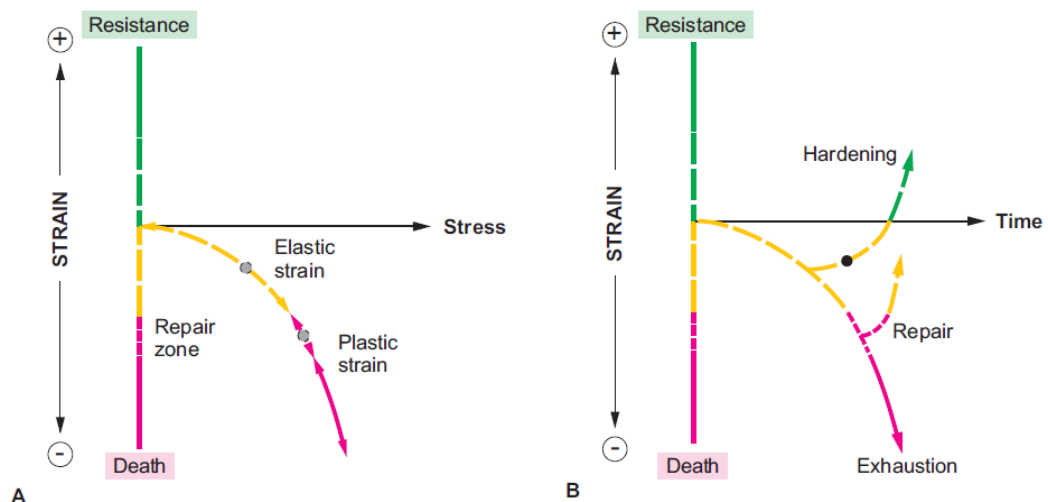 Resistance
+
STRAIN
Stress
Elastic
strain
Repair
zone
Plastic
strain
-
Death
A
Resistance
+
Hardening
STRAIN
Time
Repair
-
Death
Exhaustion
B